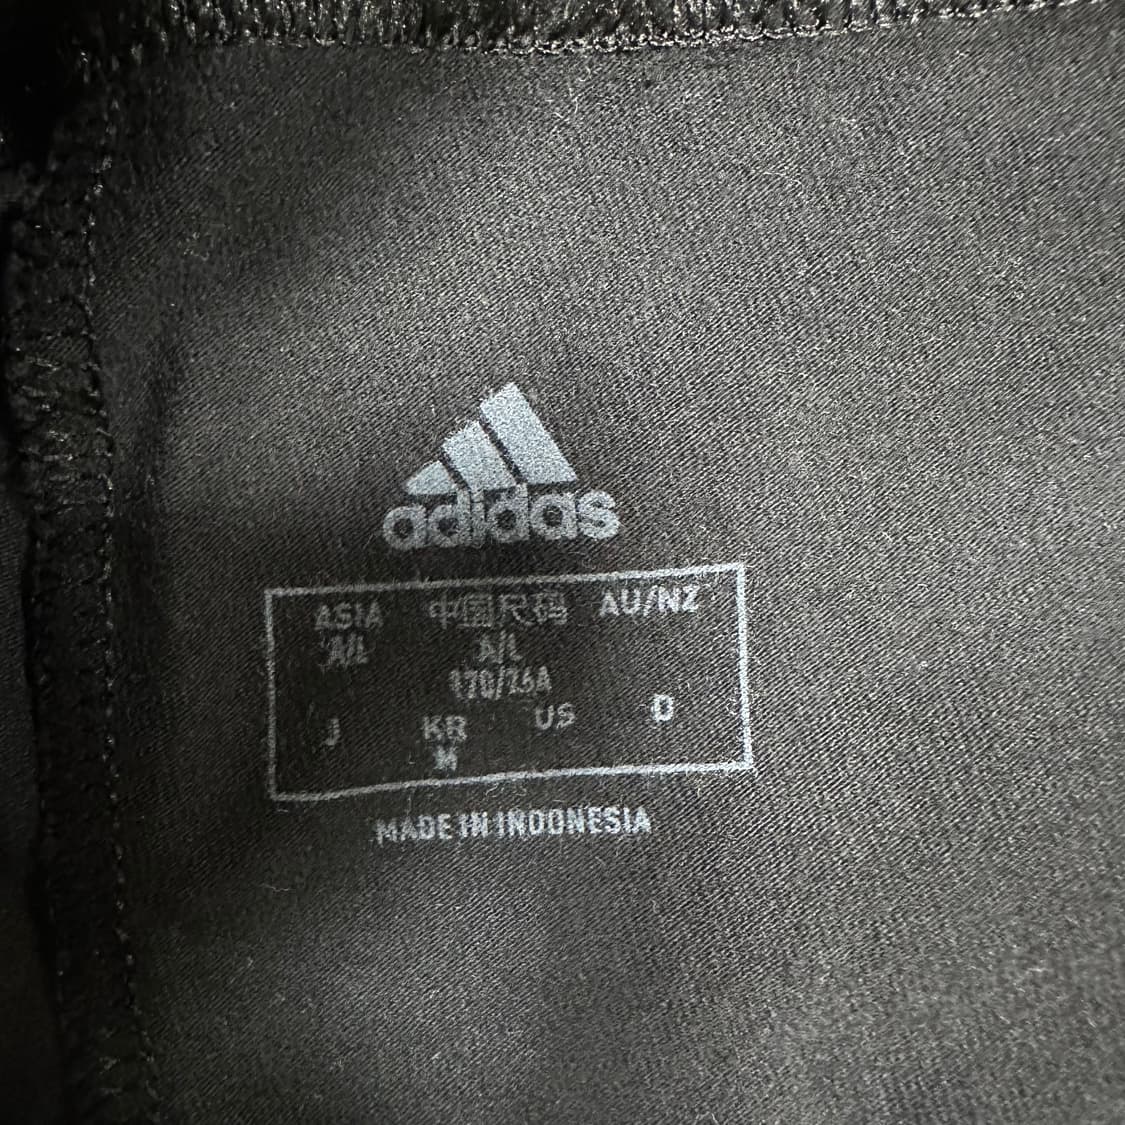 adidas
ASIA 中国尺码 AU/NZ
A/L A/L
170/76A
J KR US D
M
MADE IN INDONESIA